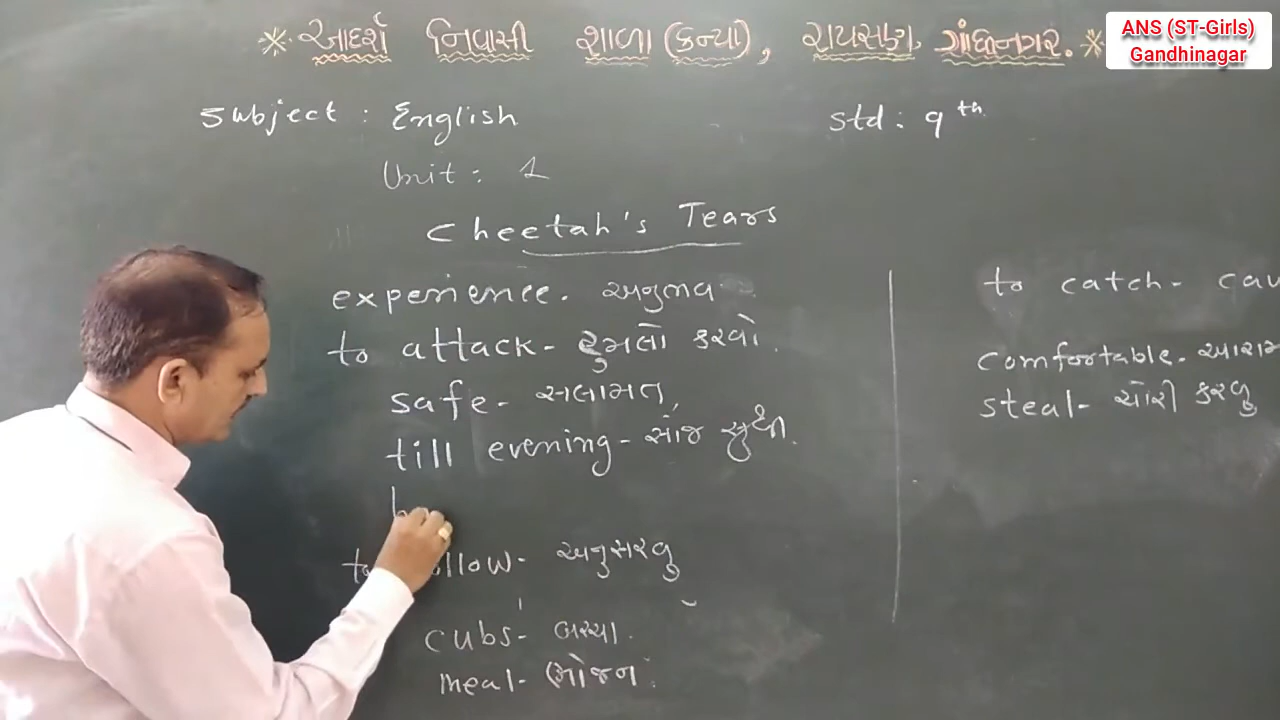 * આદર્શ નિવાસી શાળા (કન્યા), રાયસણ, ગાંધીનગર. *
ANS (ST-Girls)
Gandhinagar
Subject : English
Std : 9th
Unit : 1
Cheetah's Tears
experience. અનુભવ
to attack - હુમલો કરવો.
safe - સલામત,
till evening - સાંજ સુધી.
follow - અનુસરવુ
cubs - બચ્ચા.
meal - ભોજન.
to catch -
comfortable.
steal - ચોરી કરવુ